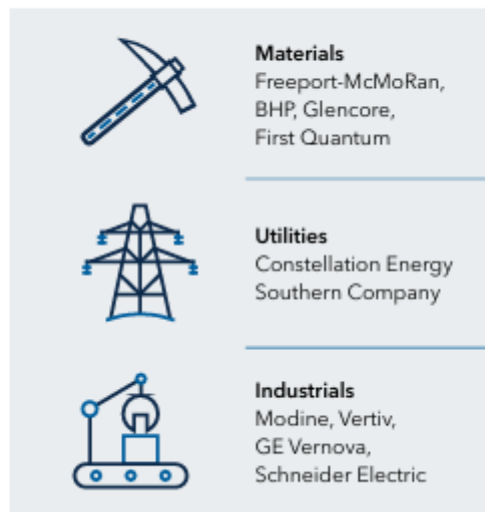 Materials
Freeport-McMoRan,
BHP, Glencore,
First Quantum
Utilities
Constellation Energy
Southern Company
Industrials
Modine, Vertiv,
GE Vernova,
Schneider Electric